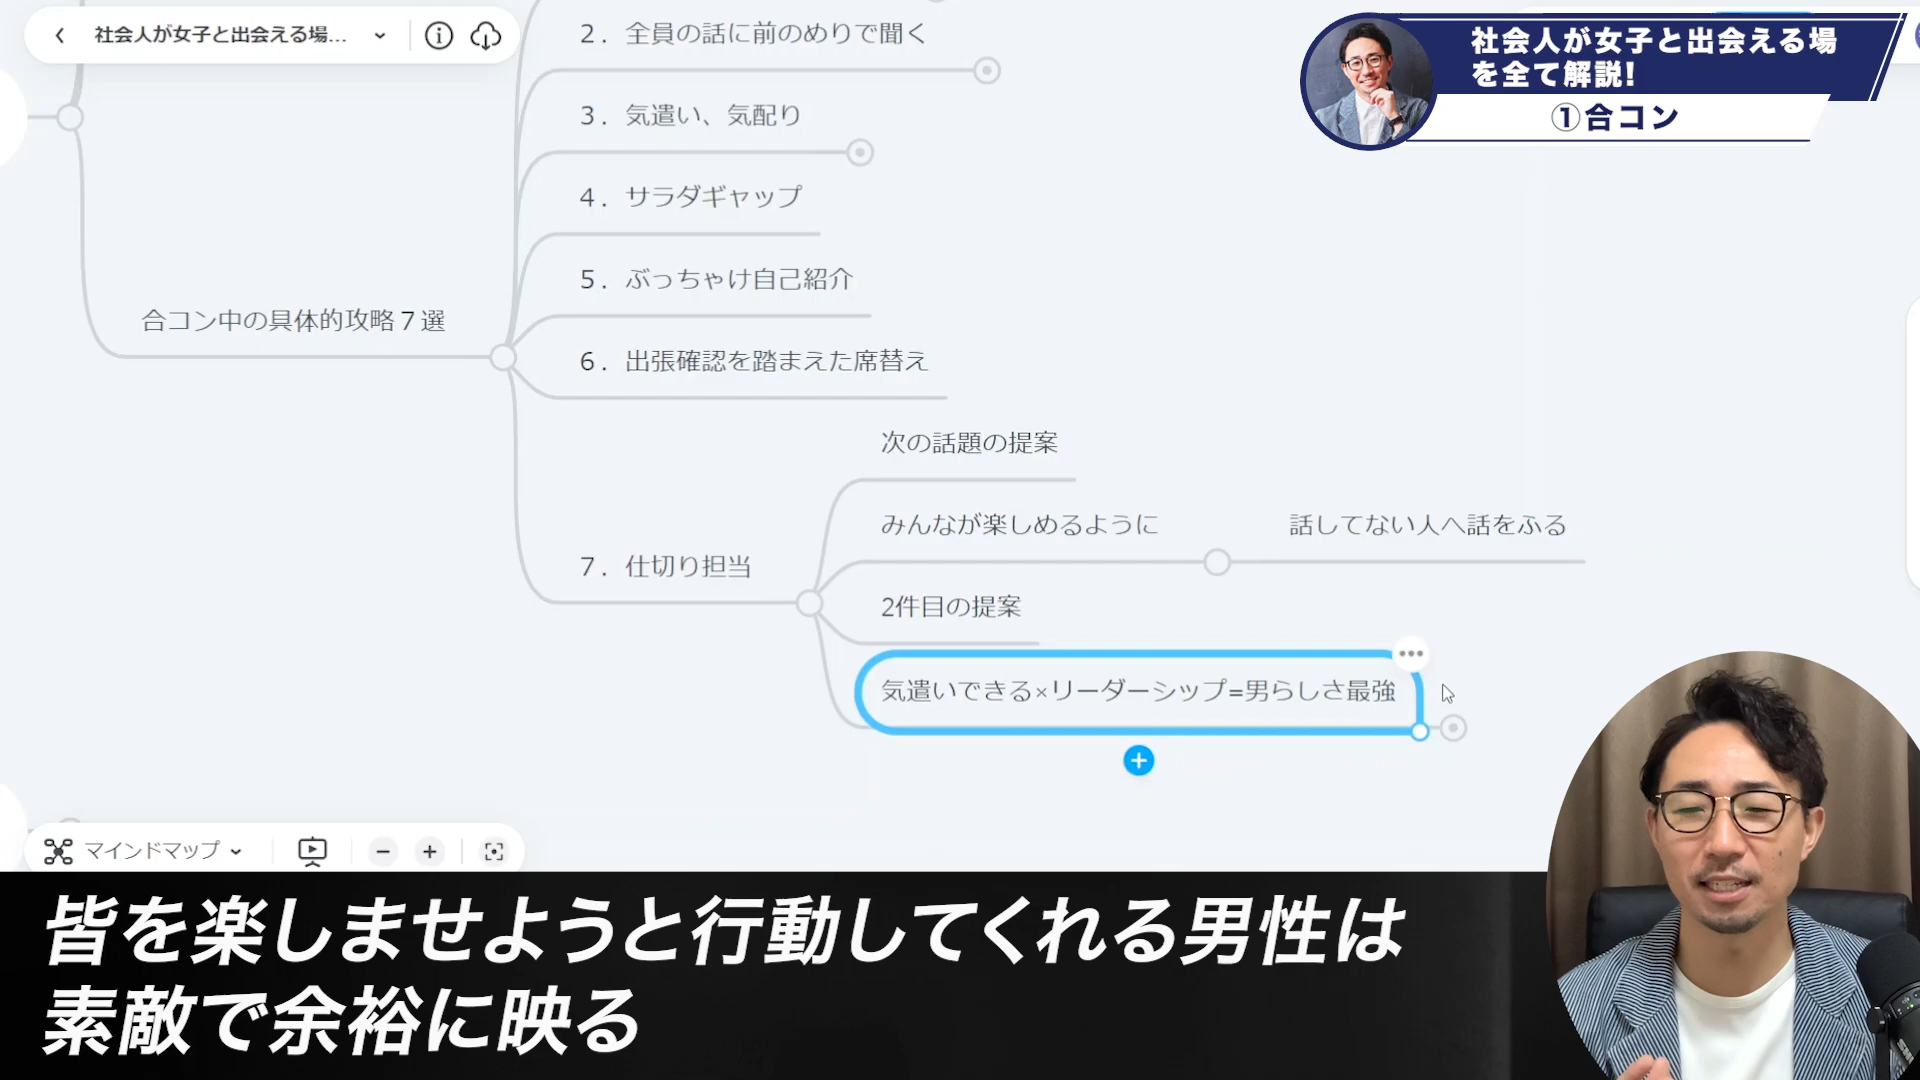 社会人が女子と出会える場...
社会人が女子と出会える場
を全て解説!
①合コン
2. 全員の話に前のめりで聞く
3. 気遣い、気配り
4. サラダギャップ
5. ぶっちゃけ自己紹介
合コン中の具体的攻略７選
6. 出張確認を踏まえた席替え
次の話題の提案
みんなが楽しめるように
話してない人へ話をふる
7. 仕切り担当
2件目の提案
気遣いできる×リーダーシップ=男らしさ最強
マインドマップ
皆を楽しませようと行動してくれる男性は
素敵で余裕に映る